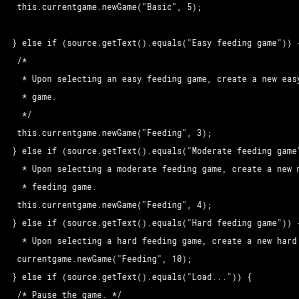 this.currentgame.newGame("Basic", 5);
} else if (source.getText().equals("Easy feeding game"))
/*
* Upon selecting an easy feeding game, create a new easy
* game.
*/
this.currentgame.newGame("Feeding", 3);
} else if (source.getText().equals("Moderate feeding game"
* Upon selecting a moderate feeding game, create a new
* feeding game.
this.currentgame.newGame("Feeding", 4);
} else if (source.getText().equals("Hard feeding game"))
* Upon selecting a hard feeding game, create a new hard
currentgame.newGame("Feeding", 10);
} else if (source.getText().equals("Load...")) {
/* Pause the game. */